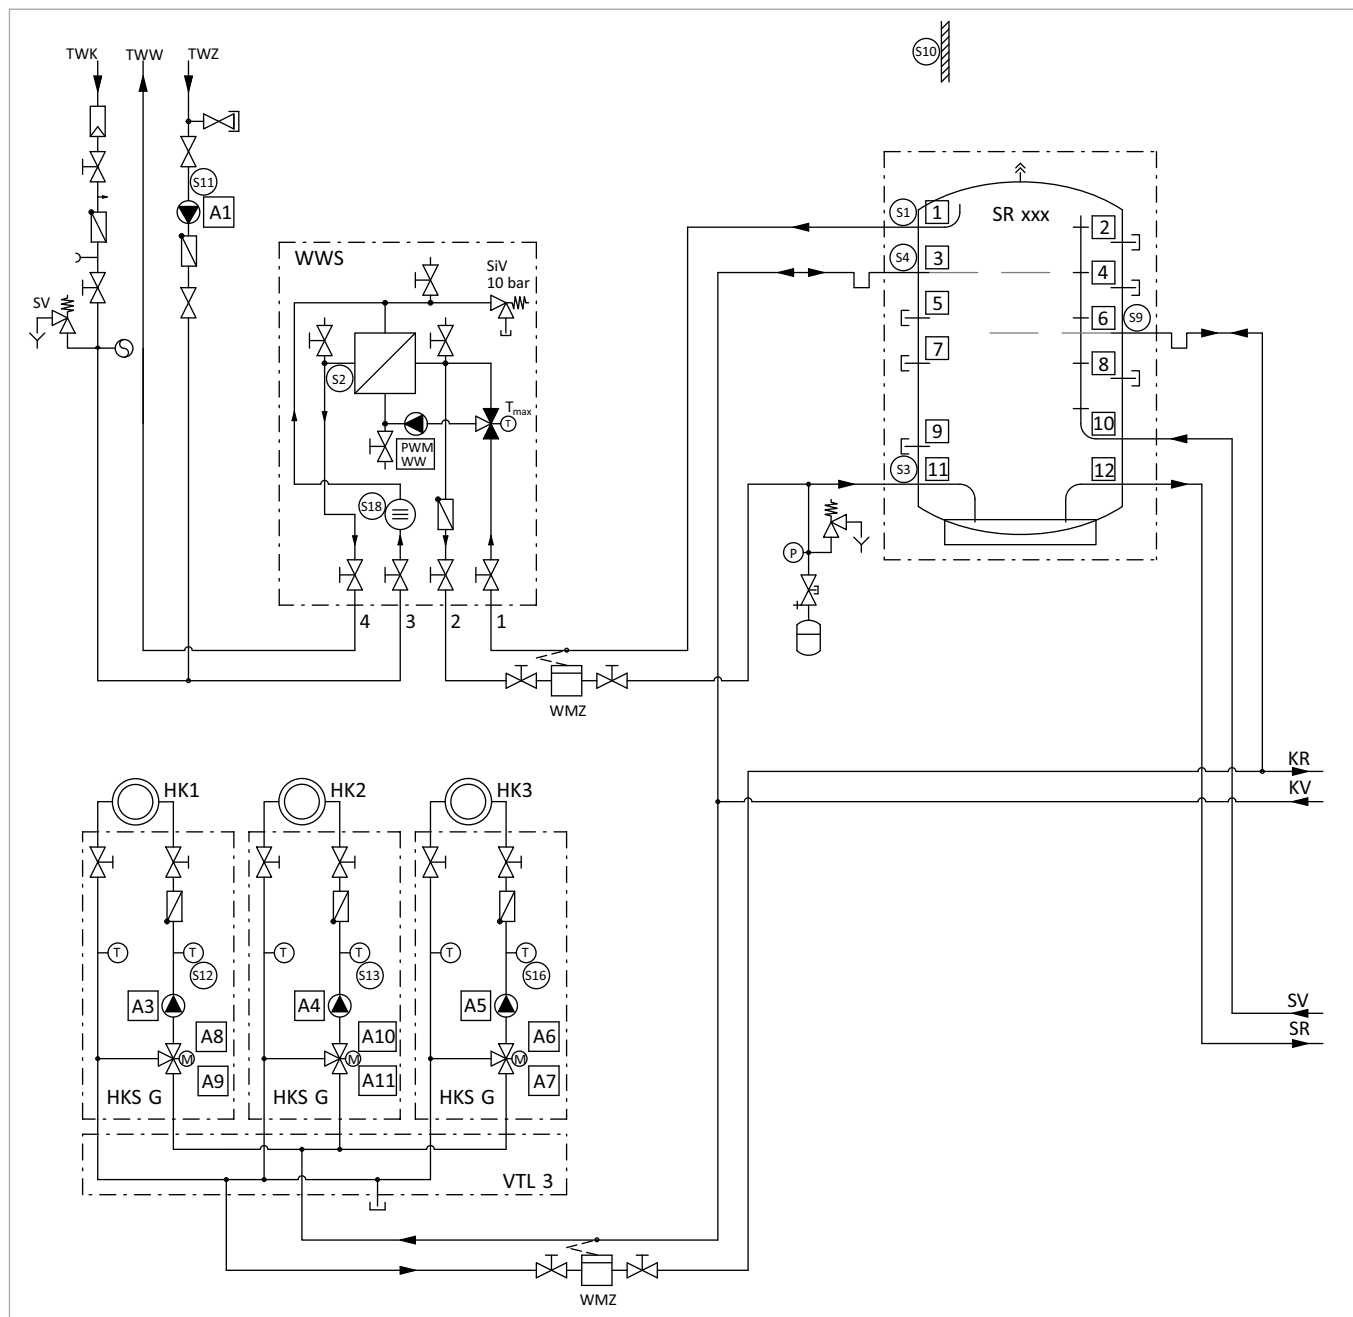 TWK TWW TWZ
S10
S11
A1
SV
WWS
SiV
10 bar
S2
Tmax
T
PWM
WW
S18
4 3 2 1
WMZ
SR xxx
S1 1
2
S4 3
4
5
6 S9
7
8
9
10
S3 11
12
P
KR
KV
HK1 HK2 HK3
T T S12
T T S13
T T S16
A3 A4 A5
A8 A10 A6
M M M
A9 A11 A7
HKS G HKS G HKS G
SV
SR
VTL 3
WMZ